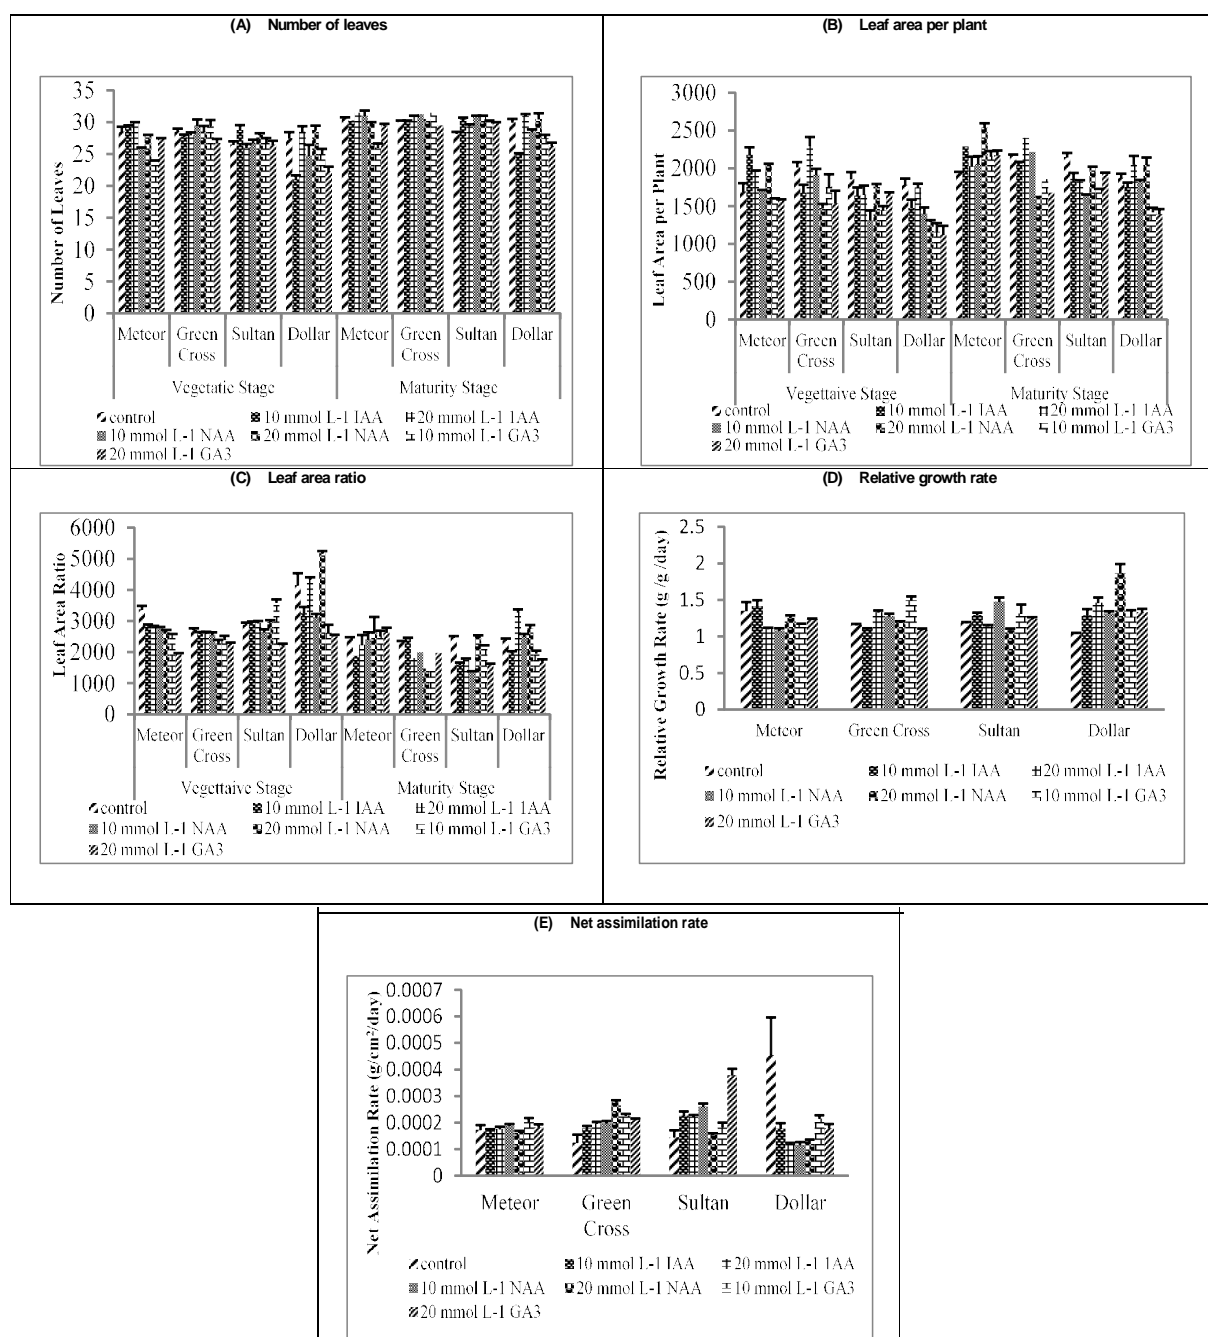 (A) Number of leaves
Number of Leaves
35
30
25
20
15
10
5
0
Meteor Green Cross Sultan Dollar Meteor Green Cross Sultan Dollar
Vegetatic Stage Maturity Stage
control 10 mmol L-1 IAA 20 mmol L-1 1AA
10 mmol L-1 NAA 20 mmol L-1 NAA 10 mmol L-1 GA3
20 mmol L-1 GA3
(B) Leaf area per plant
Leaf Area per Plant
3000
2500
2000
1500
1000
500
0
Meteor Green Cross Sultan Dollar Meteor Green Cross Sultan Dollar
Vegettaive Stage Maturity Stage
control 10 mmol L-1 IAA 20 mmol L-1 1AA
10 mmol L-1 NAA 20 mmol L-1 NAA 10 mmol L-1 GA3
20 mmol L-1 GA3
(C) Leaf area ratio
Leaf Area Ratio
6000
5000
4000
3000
2000
1000
0
Meteor Green Cross Sultan Dollar Meteor Green Cross Sultan Dollar
Vegettaive Stage Maturity Stage
control 10 mmol L-1 IAA 20 mmol L-1 1AA
10 mmol L-1 NAA 20 mmol L-1 NAA 10 mmol L-1 GA3
20 mmol L-1 GA3
(D) Relative growth rate
Relative Growth Rate (g /g /day)
2.5
2
1.5
1
0.5
0
Meteor Green Cross Sultan Dollar
control 10 mmol L-1 IAA 20 mmol L-1 1AA
10 mmol L-1 NAA 20 mmol L-1 NAA 10 mmol L-1 GA3
20 mmol L-1 GA3
(E) Net assimilation rate
Net Assimilation Rate (g/cm²/day)
0.0007
0.0006
0.0005
0.0004
0.0003
0.0002
0.0001
0
Meteor Green Cross Sultan Dollar
control 10 mmol L-1 IAA 20 mmol L-1 1AA
10 mmol L-1 NAA 20 mmol L-1 NAA 10 mmol L-1 GA3
20 mmol L-1 GA3